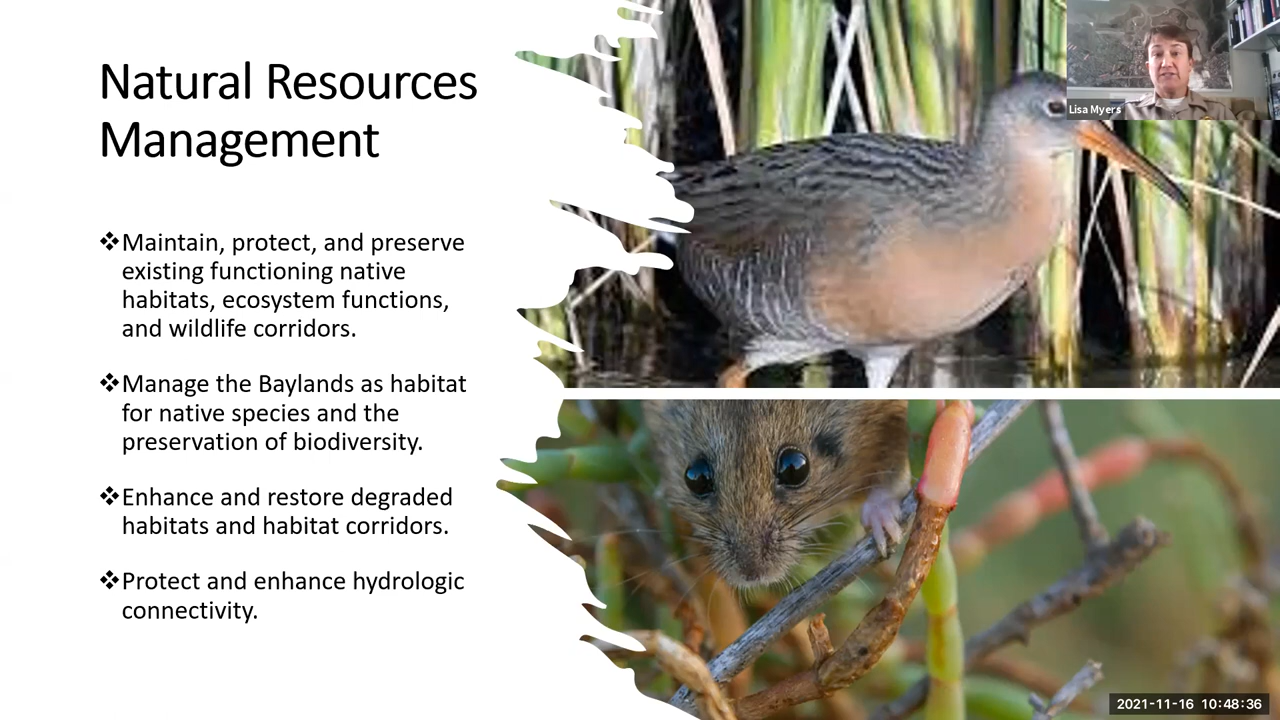 Natural Resources
Management
❖Maintain, protect, and preserve
existing functioning native
habitats, ecosystem functions,
and wildlife corridors.
❖Manage the Baylands as habitat
for native species and the
preservation of biodiversity.
❖Enhance and restore degraded
habitats and habitat corridors.
❖Protect and enhance hydrologic
connectivity.
Lisa Myers
2021-11-16 10:48:36